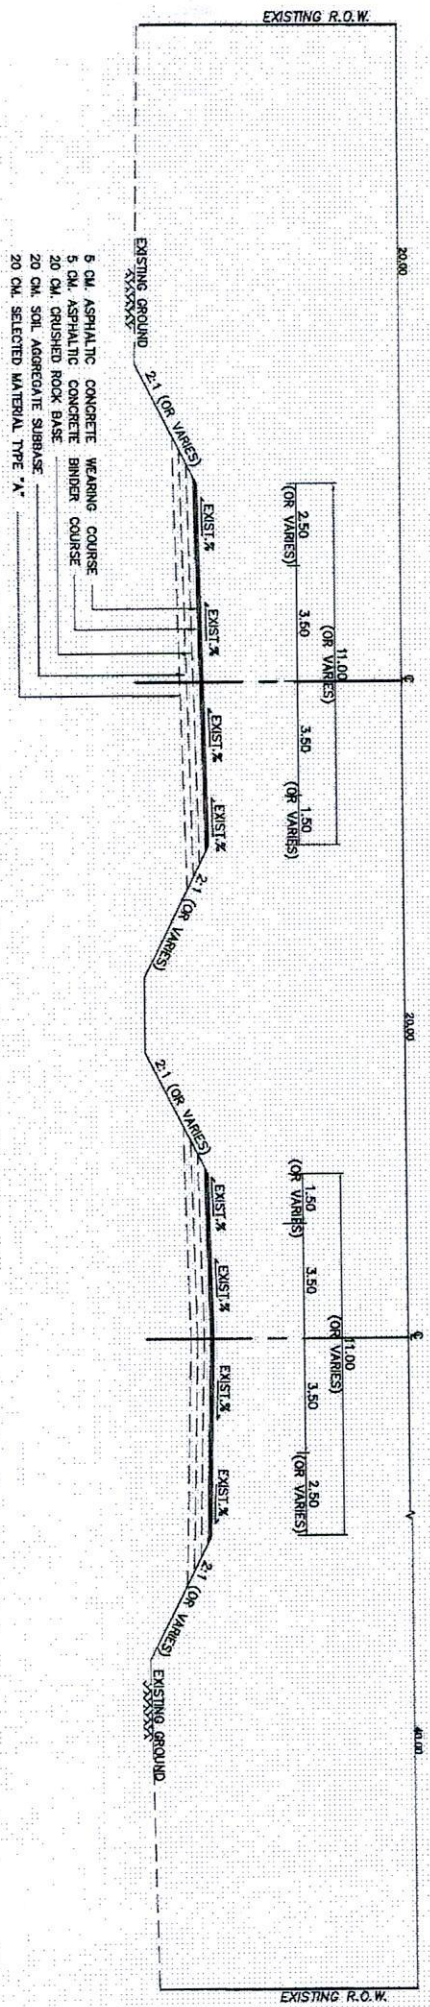 EXISTING R.O.W.
20.00
20.00
40.00
EXISTING R.O.W.
℄
℄
11.00
(OR VARIES)
2.50
(OR VARIES)
3.50
3.50
1.50
(OR VARIES)
11.00
(OR VARIES)
1.50
(OR VARIES)
3.50
3.50
2.50
(OR VARIES)
EXISTING GROUND
2:1 (OR VARIES)
EXIST.%
EXIST.%
EXIST.%
EXIST.%
2:1 (OR VARIES)
2:1 (OR VARIES)
EXIST.%
EXIST.%
EXIST.%
EXIST.%
2:1 (OR VARIES)
EXISTING GROUND
5 CM. ASPHALTIC CONCRETE WEARING COURSE
5 CM. ASPHALTIC CONCRETE BINDER COURSE
20 CM. CRUSHED ROCK BASE
20 CM. SOIL AGGREGATE SUBBASE
20 CM. SELECTED MATERIAL TYPE "A"